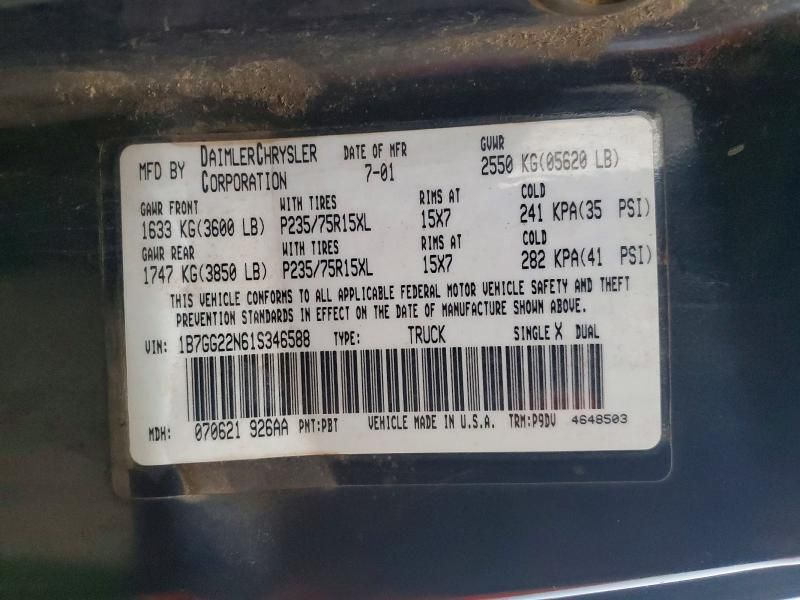 MFD BY DAIMLERCHRYSLER CORPORATION DATE OF MFR 7-01 GVWR 2550 KG(05620 LB)
GAWR FRONT WITH TIRES RIMS AT COLD
1633 KG(3600 LB) P235/75R15XL 15X7 241 KPA(35 PSI)
GAWR REAR WITH TIRES RIMS AT COLD
1747 KG(3850 LB) P235/75R15XL 15X7 282 KPA(41 PSI)
THIS VEHICLE CONFORMS TO ALL APPLICABLE FEDERAL MOTOR VEHICLE SAFETY AND THEFT
PREVENTION STANDARDS IN EFFECT ON THE DATE OF MANUFACTURE SHOWN ABOVE.
VIN: 1B7GG22N61S346588 TYPE: TRUCK SINGLE X DUAL
MDH: 070621 926AA PNT:PBT VEHICLE MADE IN U.S.A. TRM:P9DV 4648503